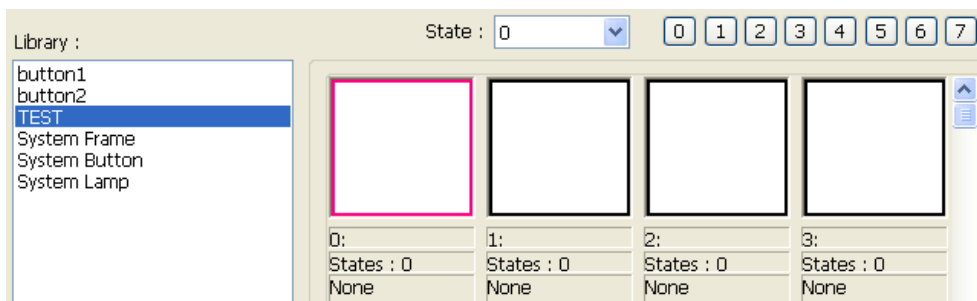 State : 0 0 1 2 3 4 5 6 7
Library :
button1
button2
TEST
System Frame
System Button
System Lamp
0: 1: 2: 3:
States : 0 States : 0 States : 0 States : 0
None None None None